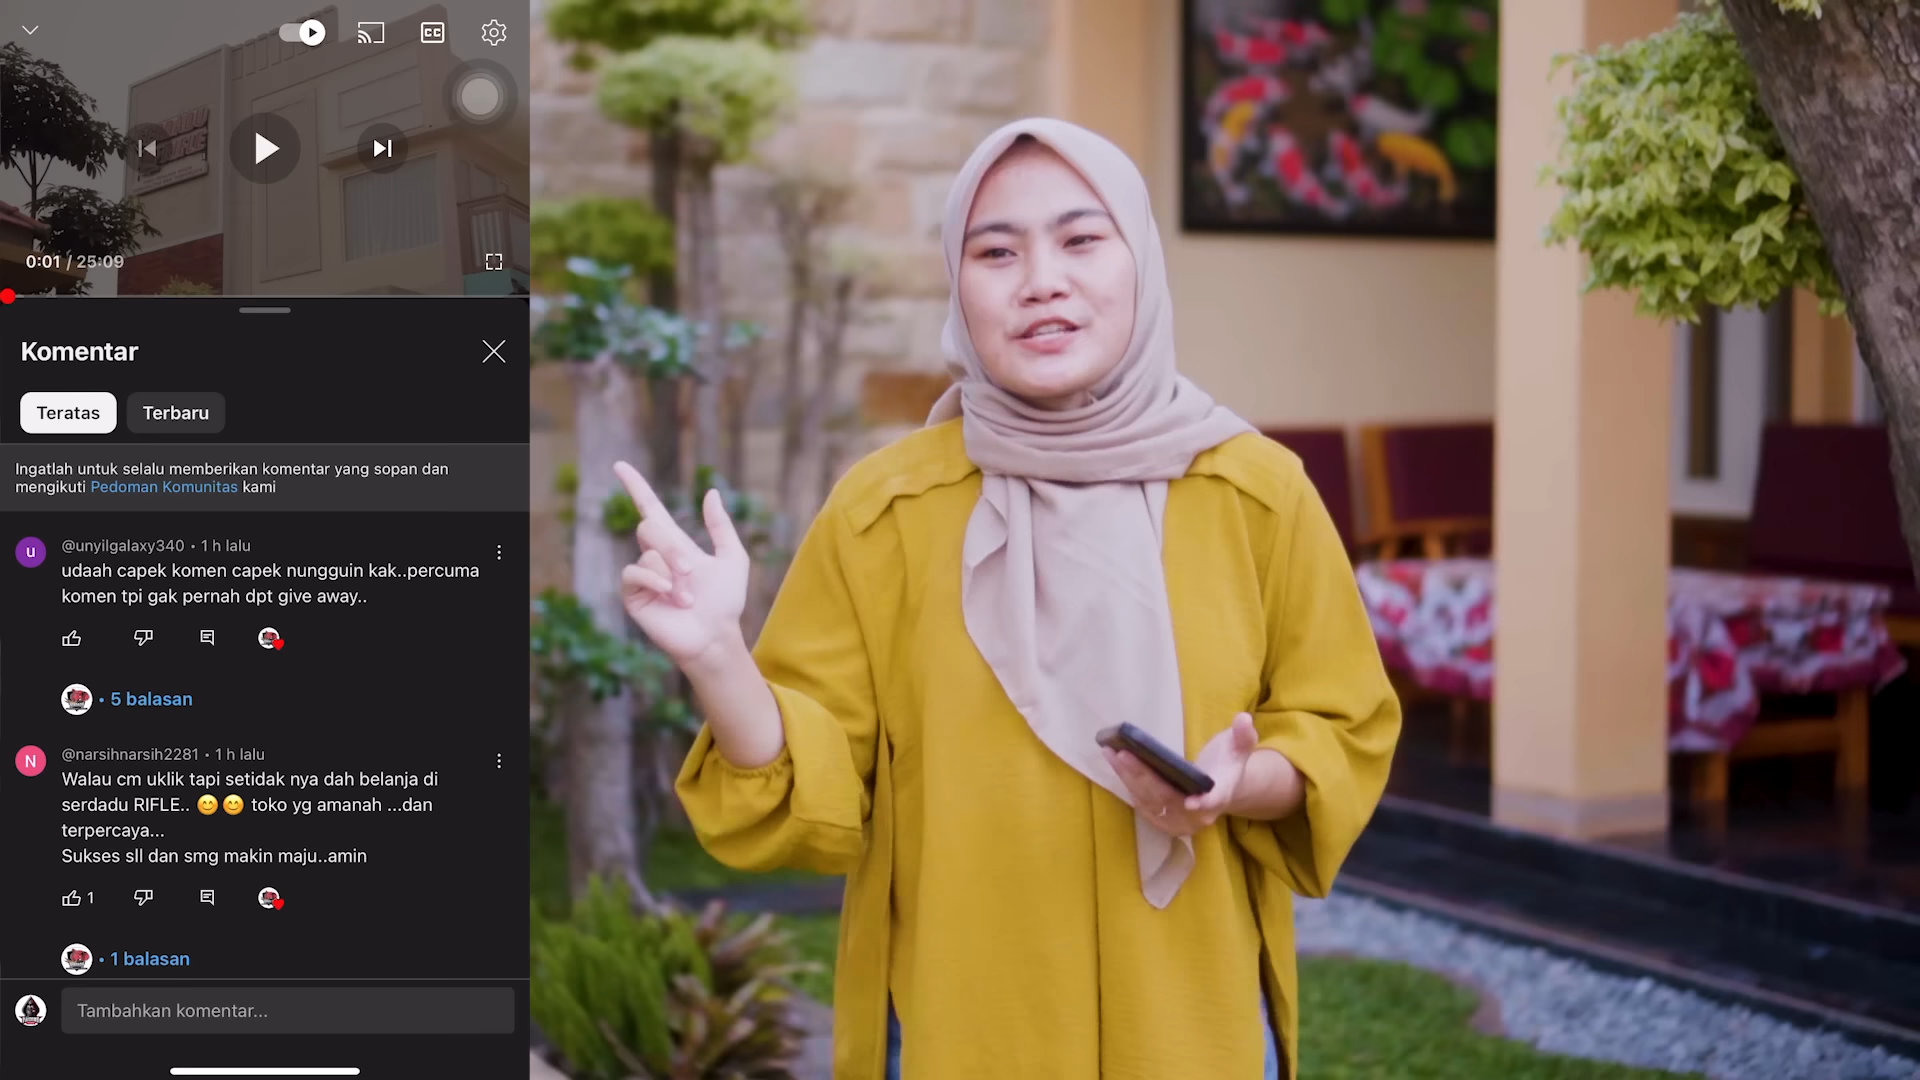 CC
0:01 / 25:09
Komentar
Teratas
Terbaru
Ingatlah untuk selalu memberikan komentar yang sopan dan
mengikuti Pedoman Komunitas kami
u
@unyilgalaxy340 • 1 h lalu
udaah capek komen capek nungguin kak..percuma
komen tpi gak pernah dpt give away..
• 5 balasan
N
@narsihnarsih2281 • 1 h lalu
Walau cm uklik tapi setidak nya dah belanja di
serdadu RIFLE.. 😊😊 toko yg amanah ...dan
terpercaya...
Sukses sll dan smg makin maju..amin
1
• 1 balasan
Tambahkan komentar...